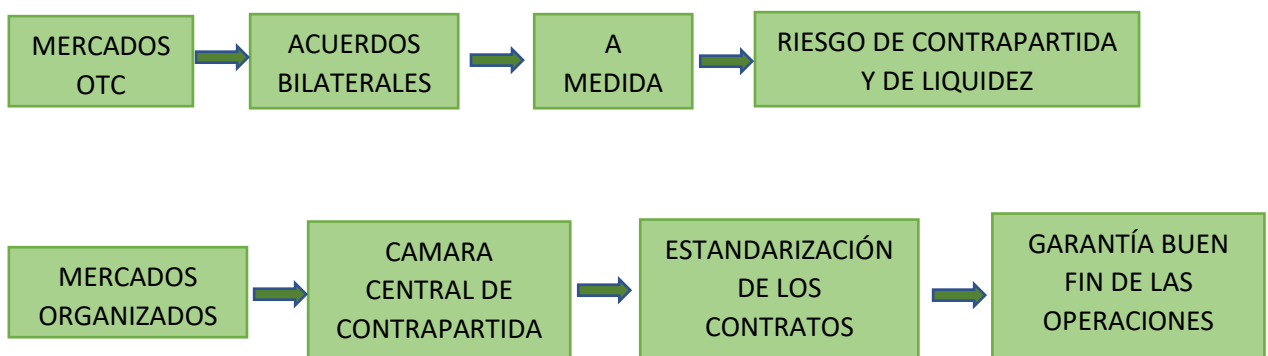 MERCADOS
OTC
ACUERDOS
BILATERALES
A
MEDIDA
RIESGO DE CONTRAPARTIDA
Y DE LIQUIDEZ
MERCADOS
ORGANIZADOS
CAMARA
CENTRAL DE
CONTRAPARTIDA
ESTANDARIZACIÓN
DE LOS
CONTRATOS
GARANTÍA BUEN
FIN DE LAS
OPERACIONES